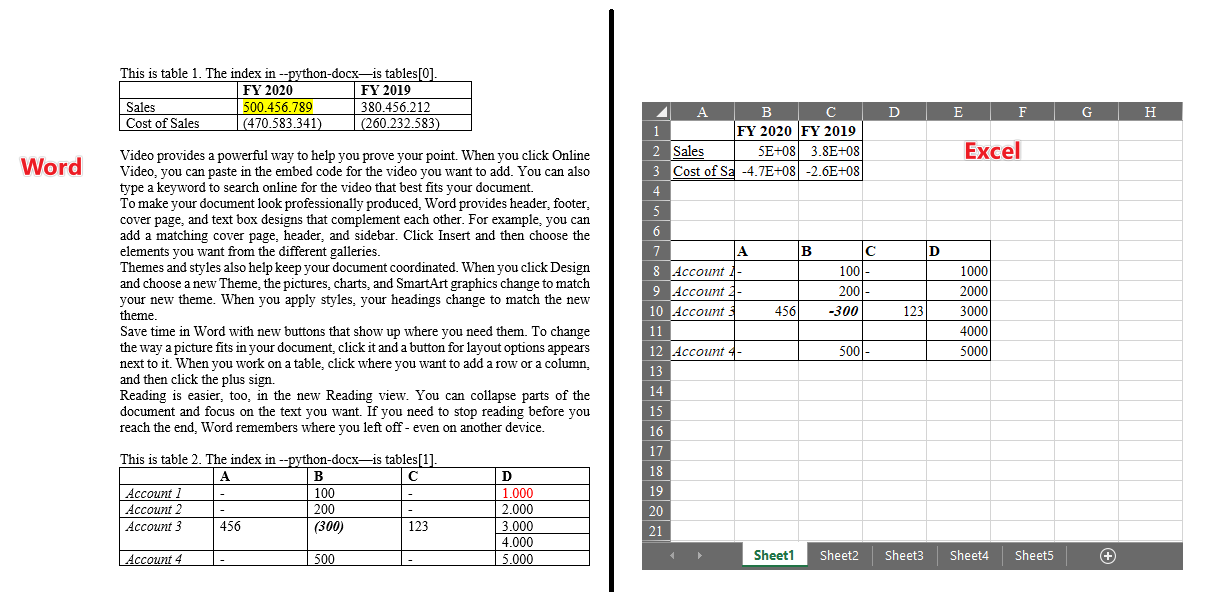 Word
This is table 1. The index in --python-docx—is tables[0].
FY 2020 FY 2019
Sales 500.456.789 380.456.212
Cost of Sales (470.583.341) (260.232.583)
Video provides a powerful way to help you prove your point. When you click Online
Video, you can paste in the embed code for the video you want to add. You can also
type a keyword to search online for the video that best fits your document.
To make your document look professionally produced, Word provides header, footer,
cover page, and text box designs that complement each other. For example, you can
add a matching cover page, header, and sidebar. Click Insert and then choose the
elements you want from the different galleries.
Themes and styles also help keep your document coordinated. When you click Design
and choose a new Theme, the pictures, charts, and SmartArt graphics change to match
your new theme. When you apply styles, your headings change to match the new
theme.
Save time in Word with new buttons that show up where you need them. To change
the way a picture fits in your document, click it and a button for layout options appears
next to it. When you work on a table, click where you want to add a row or a column,
and then click the plus sign.
Reading is easier, too, in the new Reading view. You can collapse parts of the
document and focus on the text you want. If you need to stop reading before you
reach the end, Word remembers where you left off - even on another device.
This is table 2. The index in --python-docx—is tables[1].
A B C D
Account 1 - 100 - 1.000
Account 2 - 200 - 2.000
Account 3 456 (300) 123 3.000
4.000
Account 4 - 500 - 5.000
Excel
A B C D E F G H
1 FY 2020 FY 2019
2 Sales 5E+08 3.8E+08
3 Cost of Sa -4.7E+08 -2.6E+08
4
5
6
7 A B C D
8 Account 1 - 100 - 1000
9 Account 2 - 200 - 2000
10 Account 3 456 -300 123 3000
11 4000
12 Account 4 - 500 - 5000
13
14
15
16
17
18
19
20
21
Sheet1 Sheet2 Sheet3 Sheet4 Sheet5